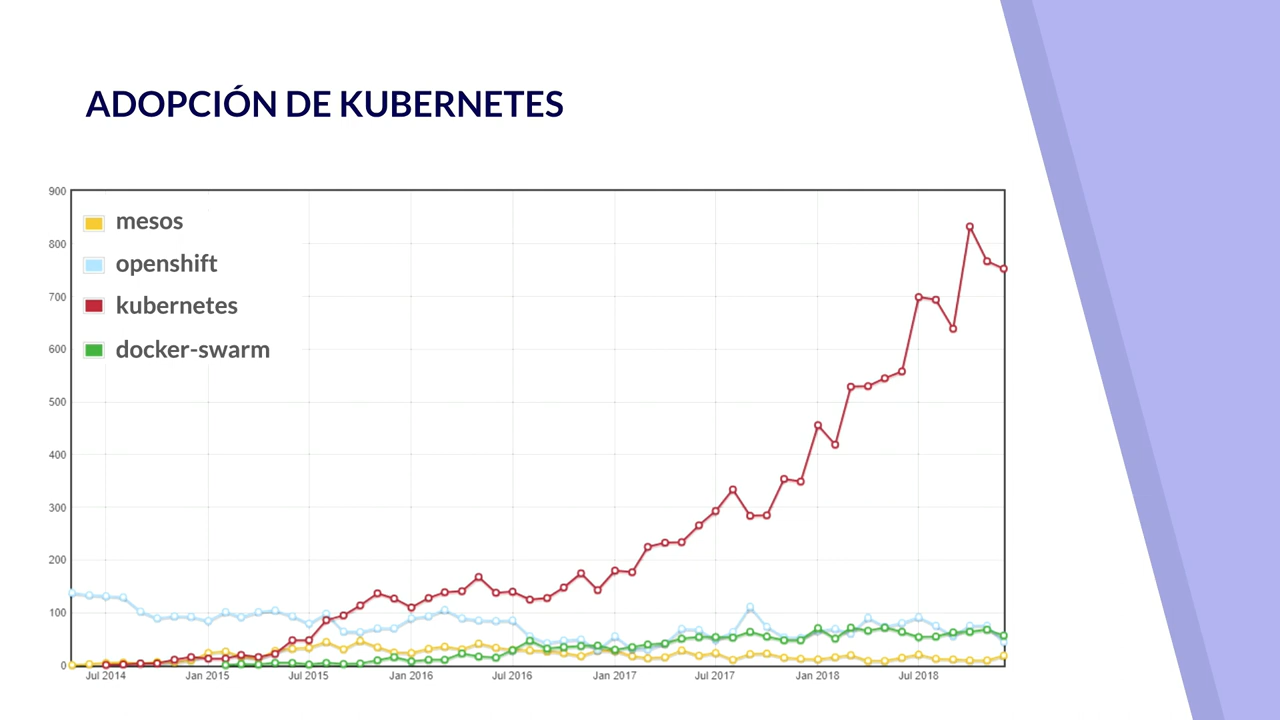 ADOPCIÓN DE KUBERNETES
900
800
700
600
500
400
300
200
100
0
mesos
openshift
kubernetes
docker-swarm
Jul 2014
Jan 2015
Jul 2015
Jan 2016
Jul 2016
Jan 2017
Jul 2017
Jan 2018
Jul 2018